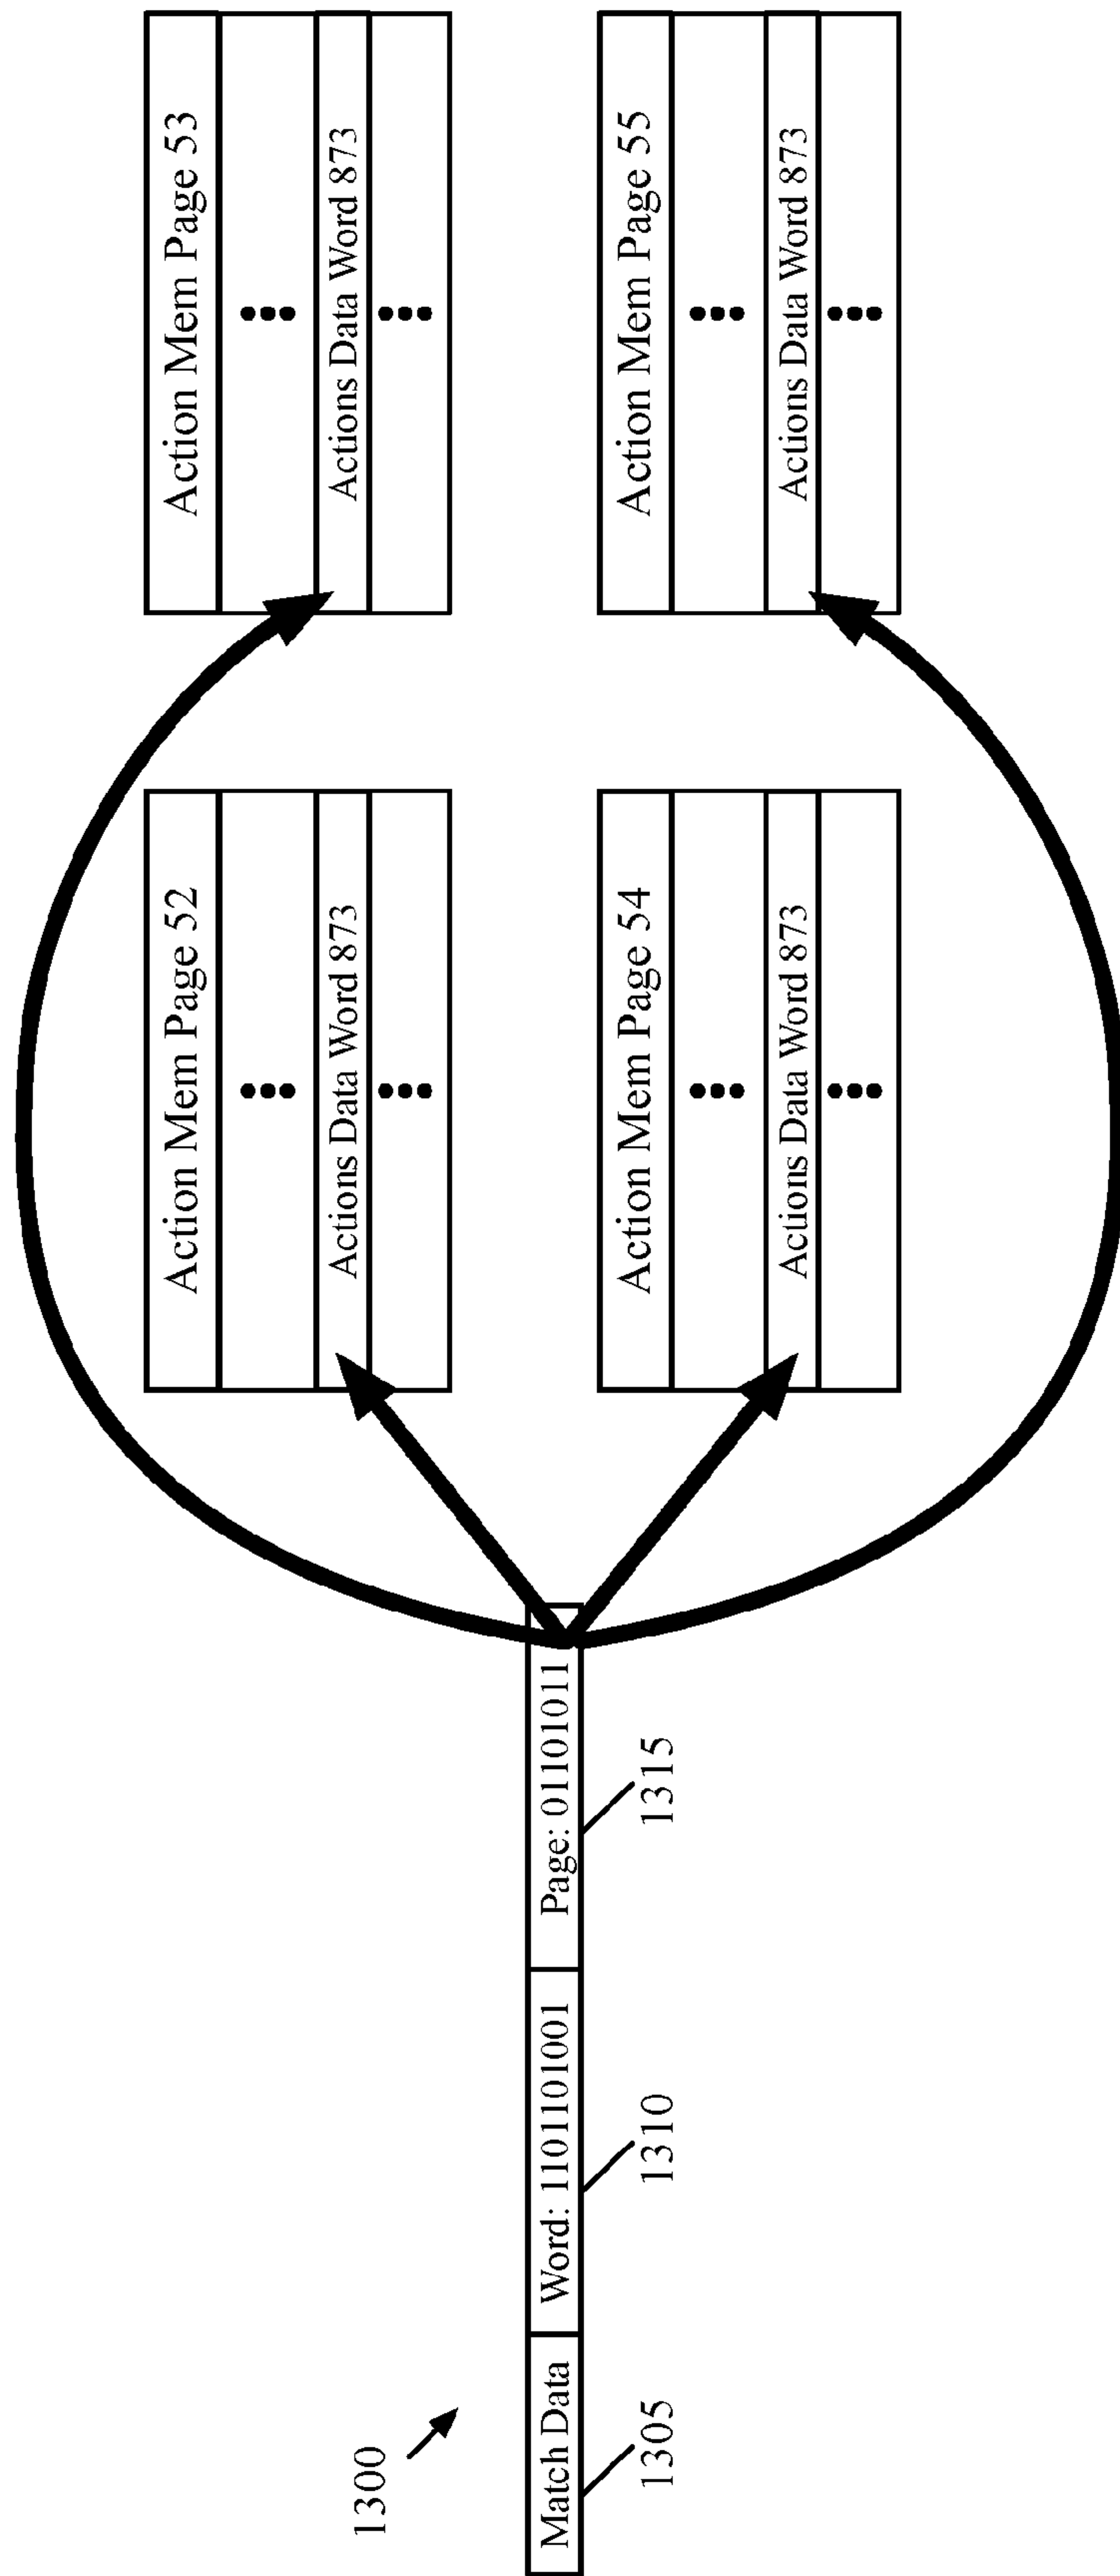 Action Mem Page 52
Actions Data Word 873
Action Mem Page 53
Actions Data Word 873
1300
Match Data
Word: 1101101001
Page: 01101011
1305
1310
1315
Action Mem Page 54
Actions Data Word 873
Action Mem Page 55
Actions Data Word 873